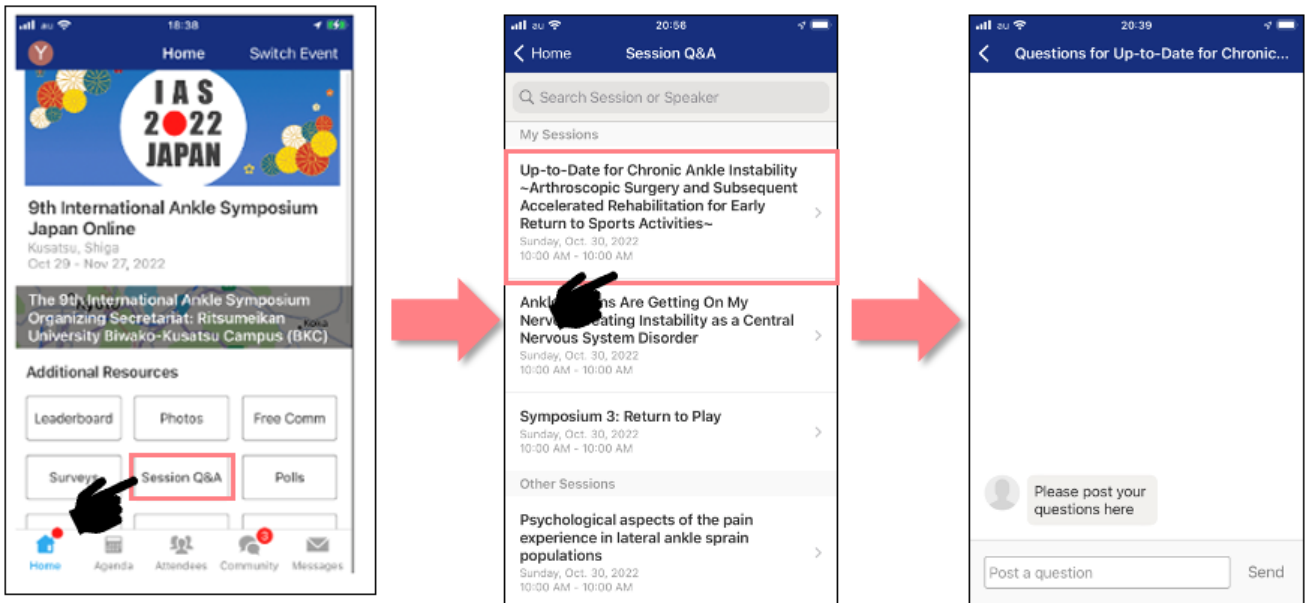 au 18:38
Y Home Switch Event
IAS
2022
JAPAN
9th International Ankle Symposium
Japan Online
Kusatsu, Shiga
Oct 29 - Nov 27, 2022
The 9th International Ankle Symposium
Organizing Secretariat: Ritsumeikan
University Biwako-Kusatsu Campus (BKC)
Additional Resources
Leaderboard Photos Free Comm
Surveys Session Q&A Polls
3
Home Agenda Attendees Community Messages
au 20:56
Home Session Q&A
Search Session or Speaker
My Sessions
Up-to-Date for Chronic Ankle Instability
~Arthroscopic Surgery and Subsequent
Accelerated Rehabilitation for Early
Return to Sports Activities~
Sunday, Oct. 30, 2022
10:00 AM - 10:00 AM
Are Getting On My
Instability as a Central
Nervous System Disorder
Sunday, Oct. 30, 2022
10:00 AM - 10:00 AM
Symposium 3: Return to Play
Sunday, Oct. 30, 2022
10:00 AM - 10:00 AM
Other Sessions
Psychological aspects of the pain
experience in lateral ankle sprain
populations
Sunday, Oct. 30, 2022
10:00 AM - 10:00 AM
au 20:39
Questions for Up-to-Date for Chronic...
Please post your
questions here
Post a question Send